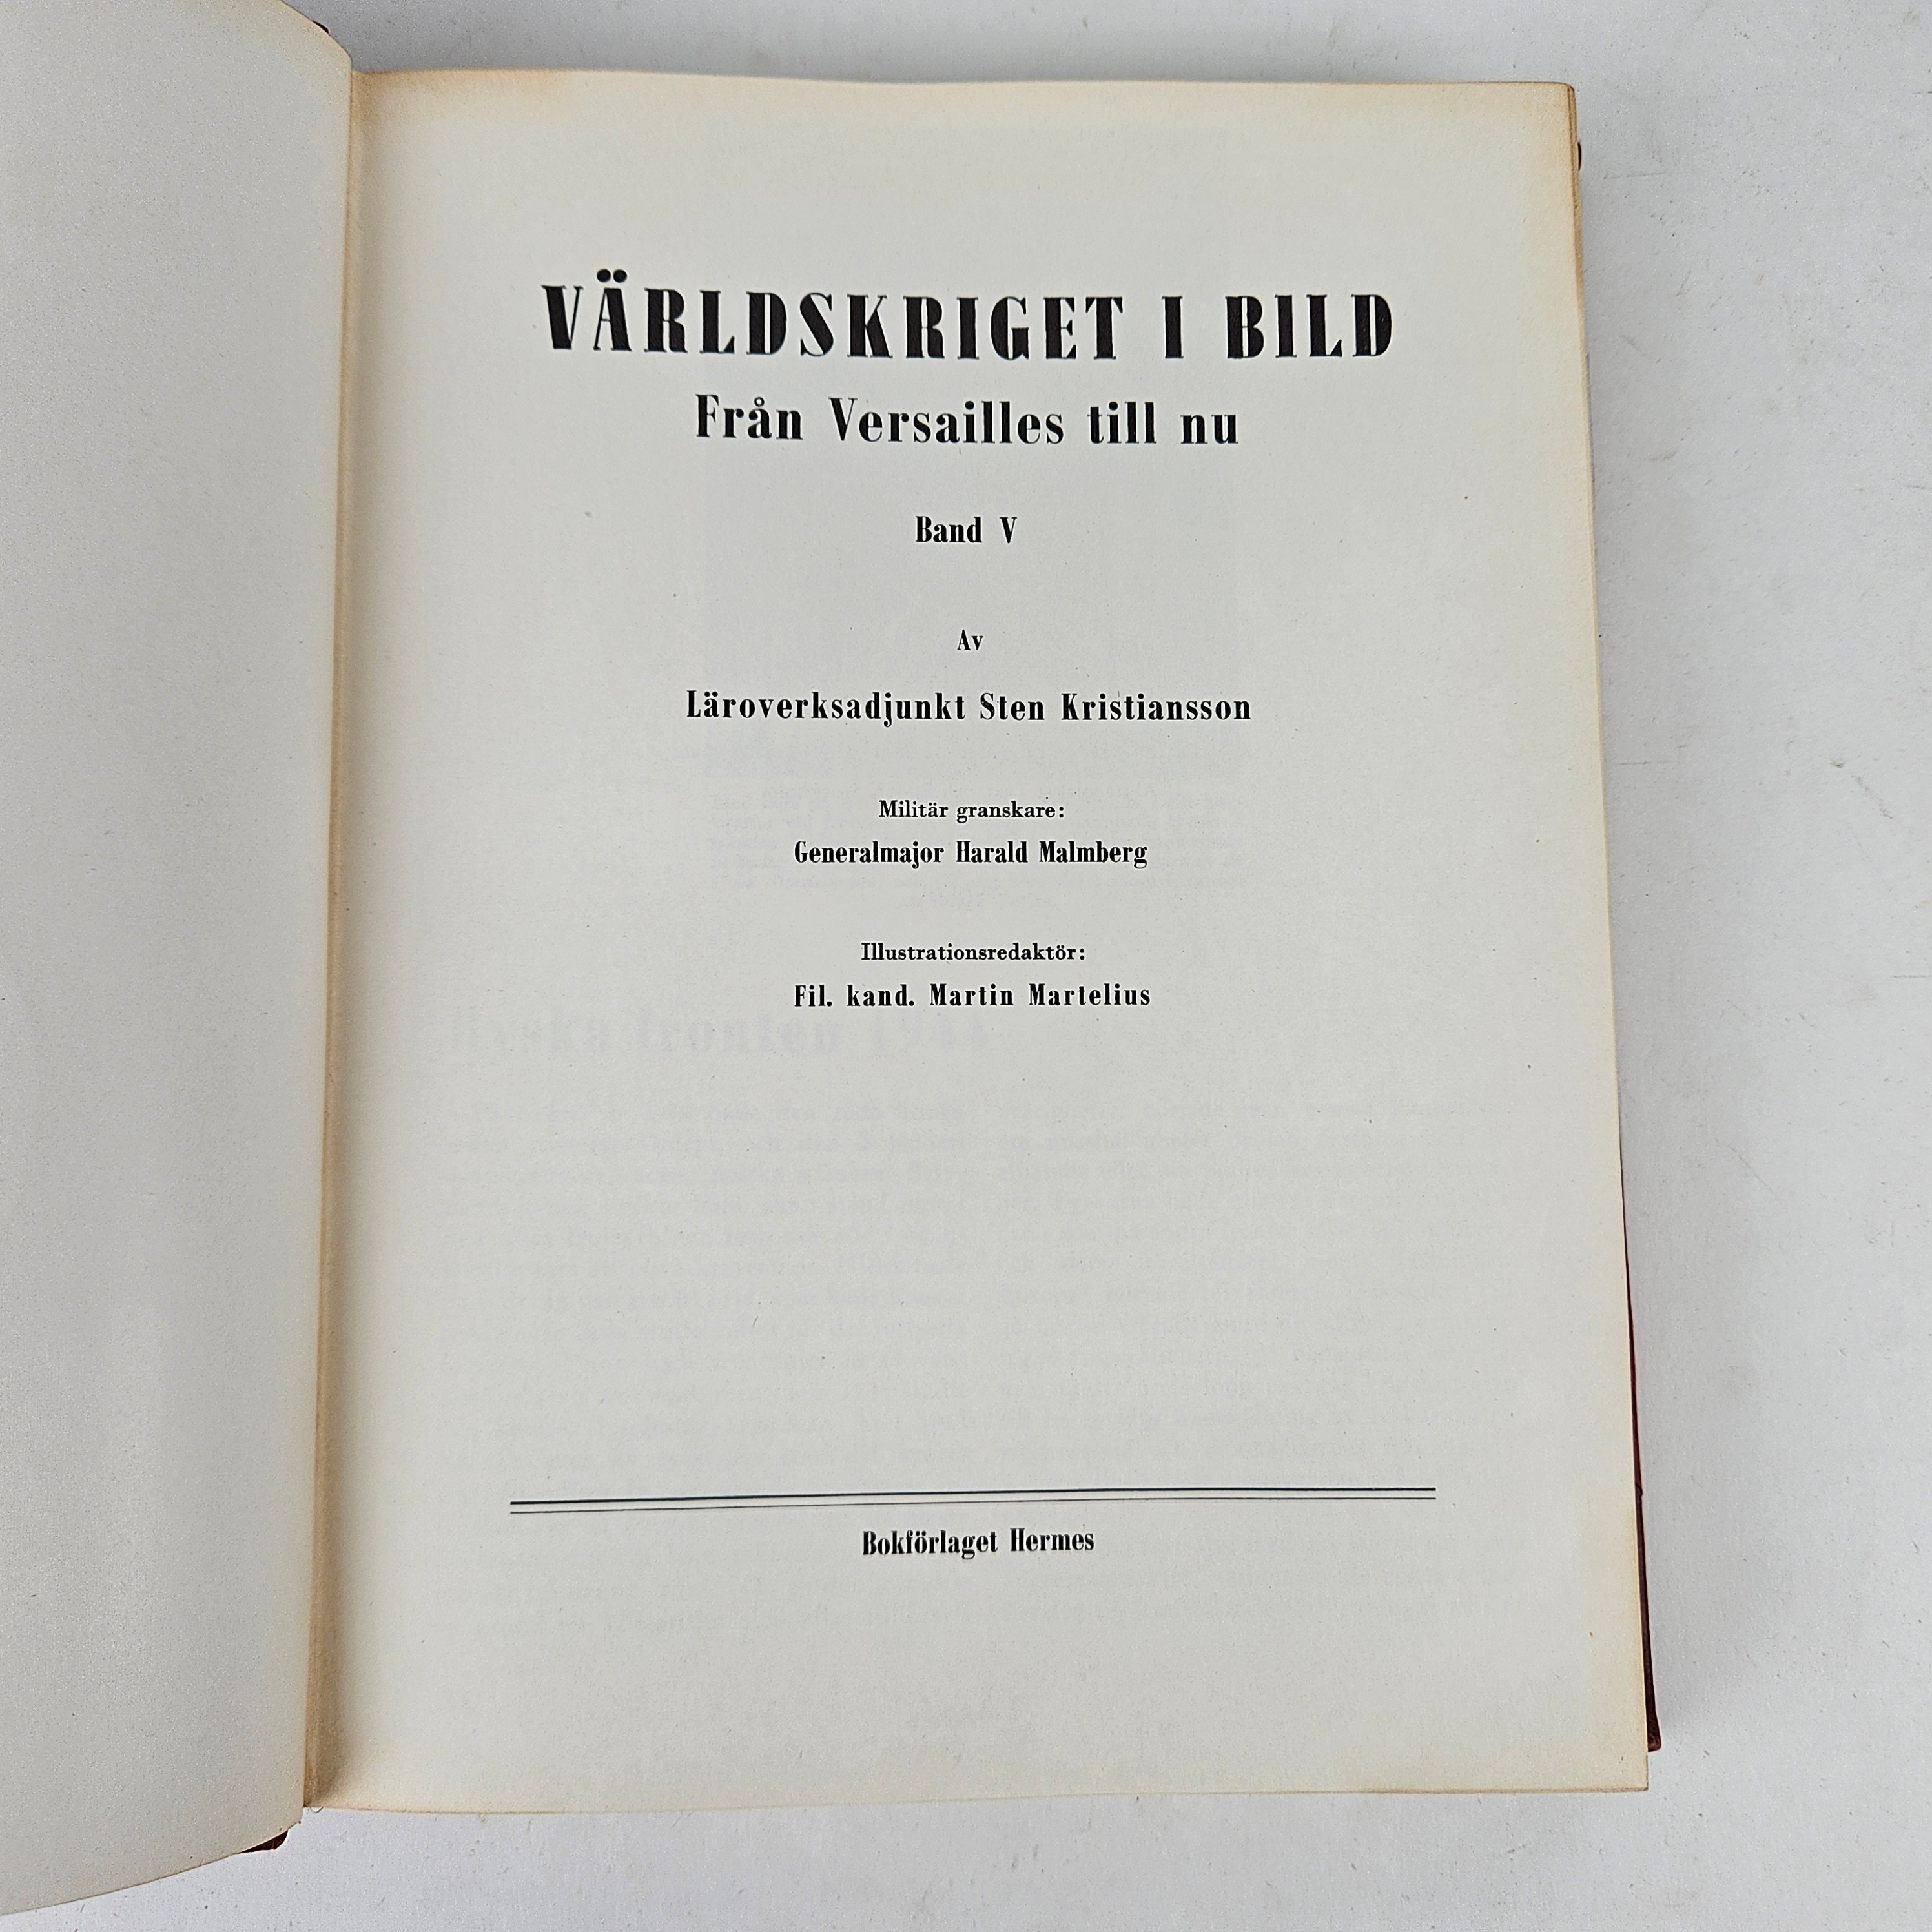 VÄRLDSKRIGET I BILD
Från Versailles till nu
Band V
Av
Läroverksadjunkt Sten Kristiansson
Militär granskare:
Generalmajor Harald Malmberg
Illustrationsredaktör:
Fil. kand. Martin Martelius
Bokförlaget Hermes